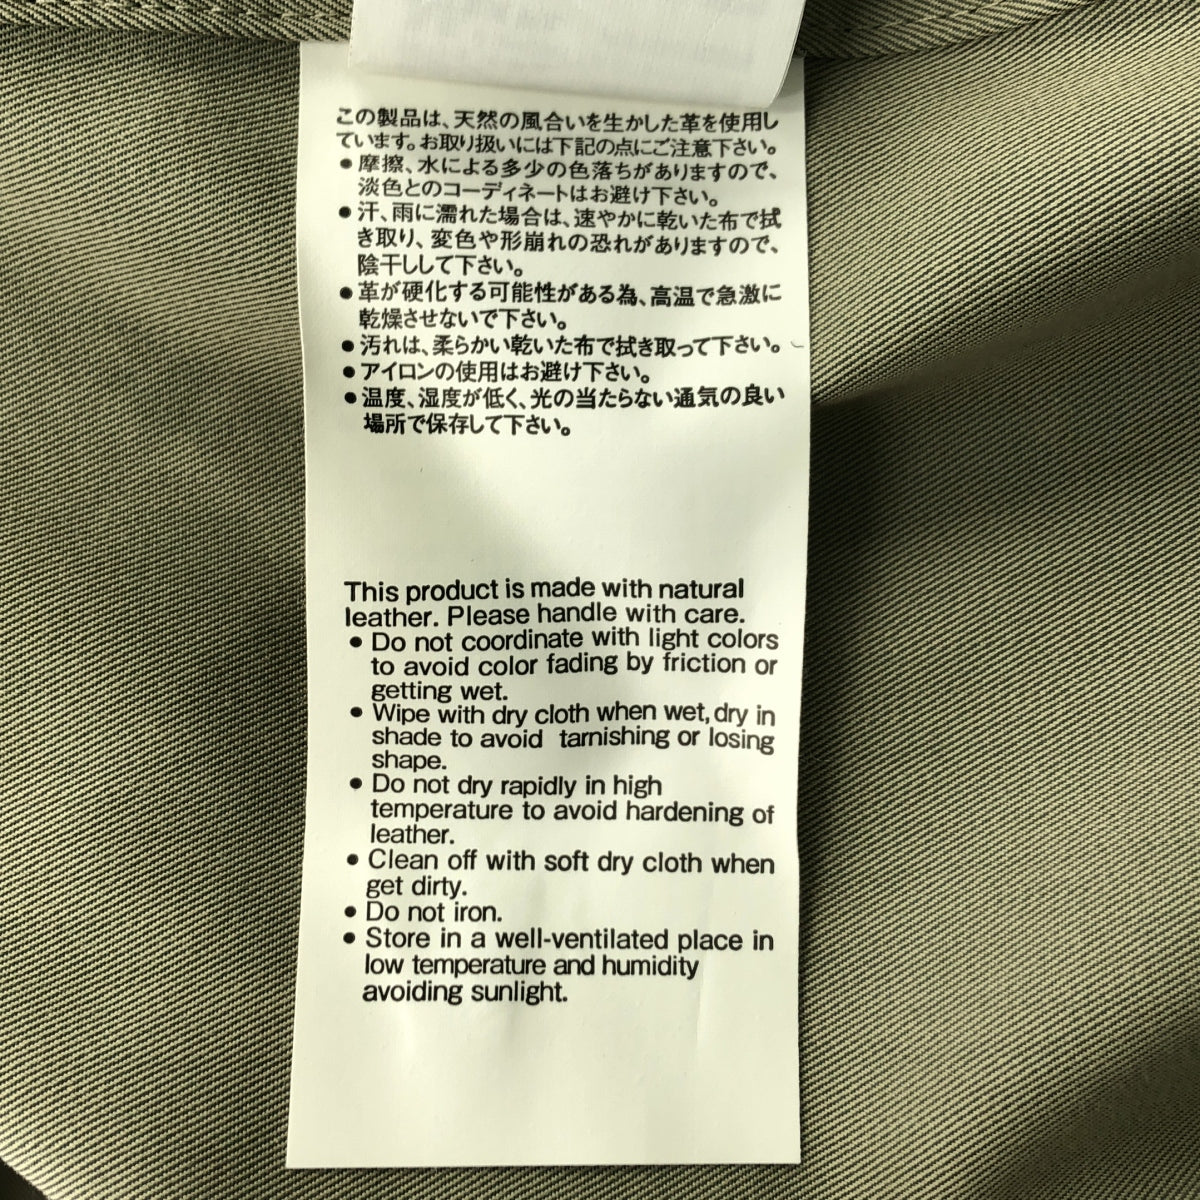 この製品は、天然の風合いを生かした革を使用し
ています。お取り扱いには下記の点にご注意下さい。
●摩擦、水による多少の色落ちがありますので、
淡色とのコーディネートはお避け下さい。
●汗、雨に濡れた場合は、速やかに乾いた布で拭
き取り、変色や形崩れの恐れがありますので、
陰干しして下さい。
●革が硬化する可能性がある為、高温で急激に
乾燥させないで下さい。
●汚れは、柔らかい乾いた布で拭き取って下さい。
●アイロンの使用はお避け下さい。
●温度、湿度が低く、光の当たらない通気の良い
場所で保存して下さい。
This product is made with natural
leather. Please handle with care.
● Do not coordinate with light colors
to avoid color fading by friction or
getting wet.
● Wipe with dry cloth when wet, dry in
shade to avoid tarnishing or losing
shape.
● Do not dry rapidly in high
temperature to avoid hardening of
leather.
● Clean off with soft dry cloth when
get dirty.
● Do not iron.
● Store in a well-ventilated place in
low temperature and humidity
avoiding sunlight.